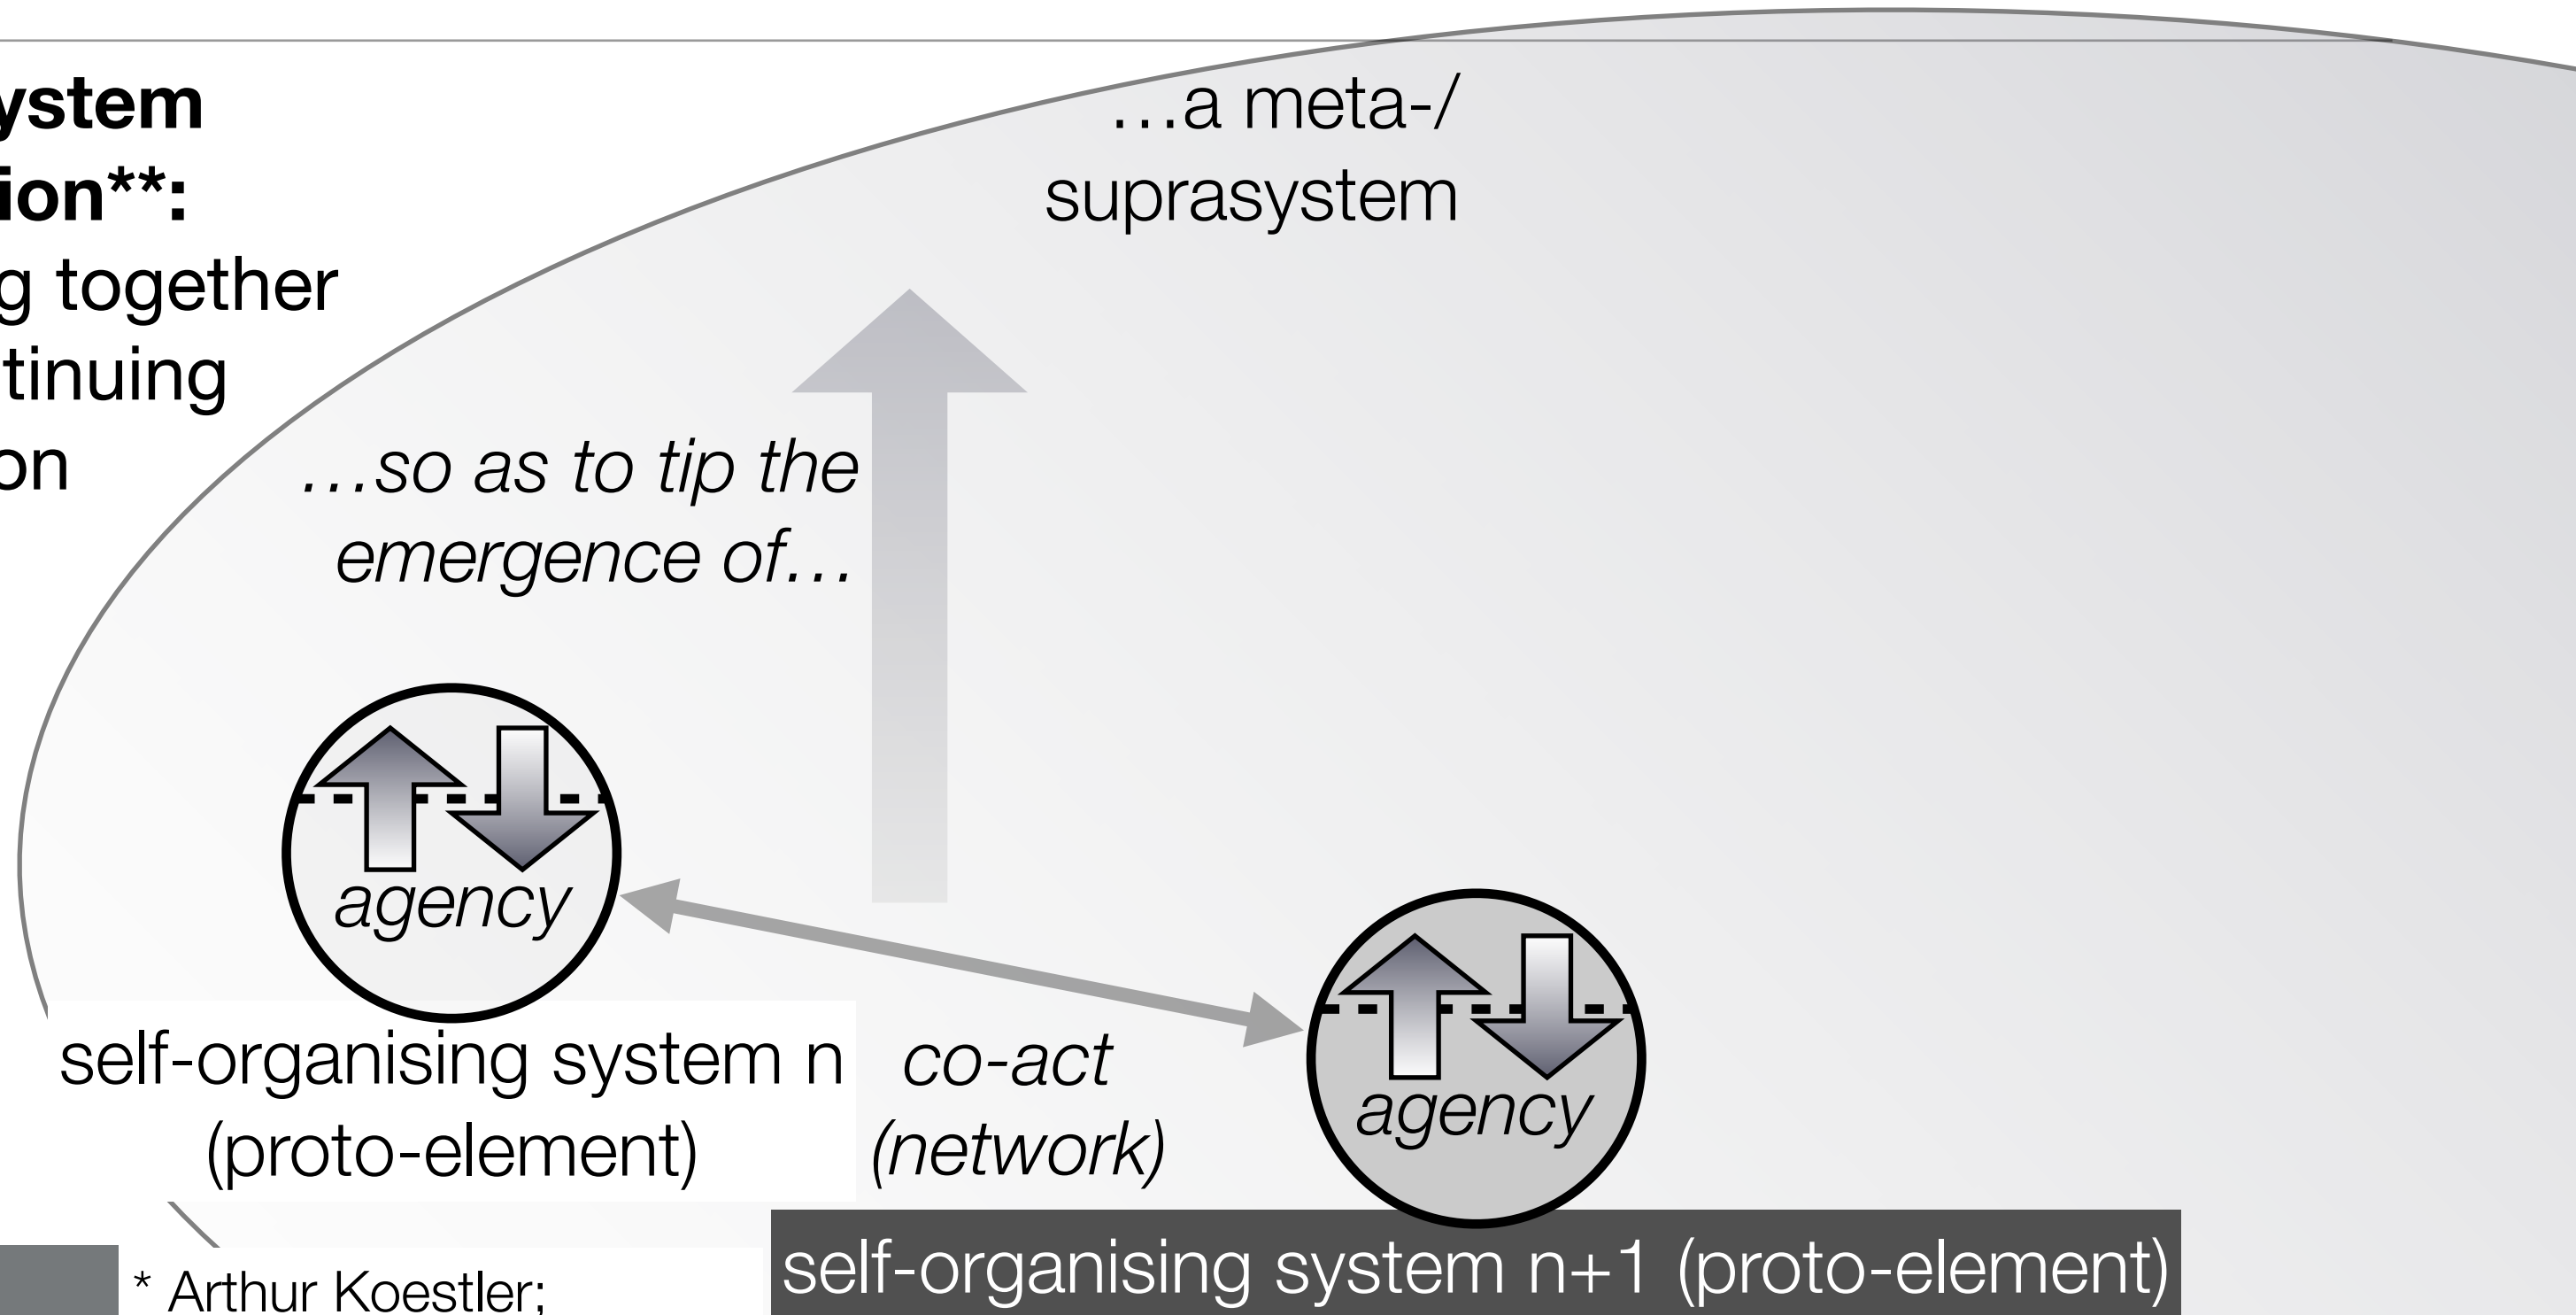 ystem
ion**:
g together
tinuing
on
…a meta-/
suprasystem
…so as to tip the
emergence of…
agency
agency
self-organising system n
(proto-element)
co-act
(network)
self-organising system n+1 (proto-element)
* Arthur Koestler;